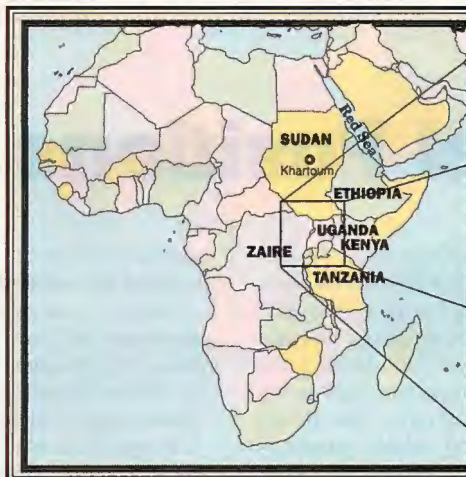 Red Sea
SUDAN
Khartoum
ETHIOPIA
UGANDA
KENYA
ZAIRE
TANZANIA